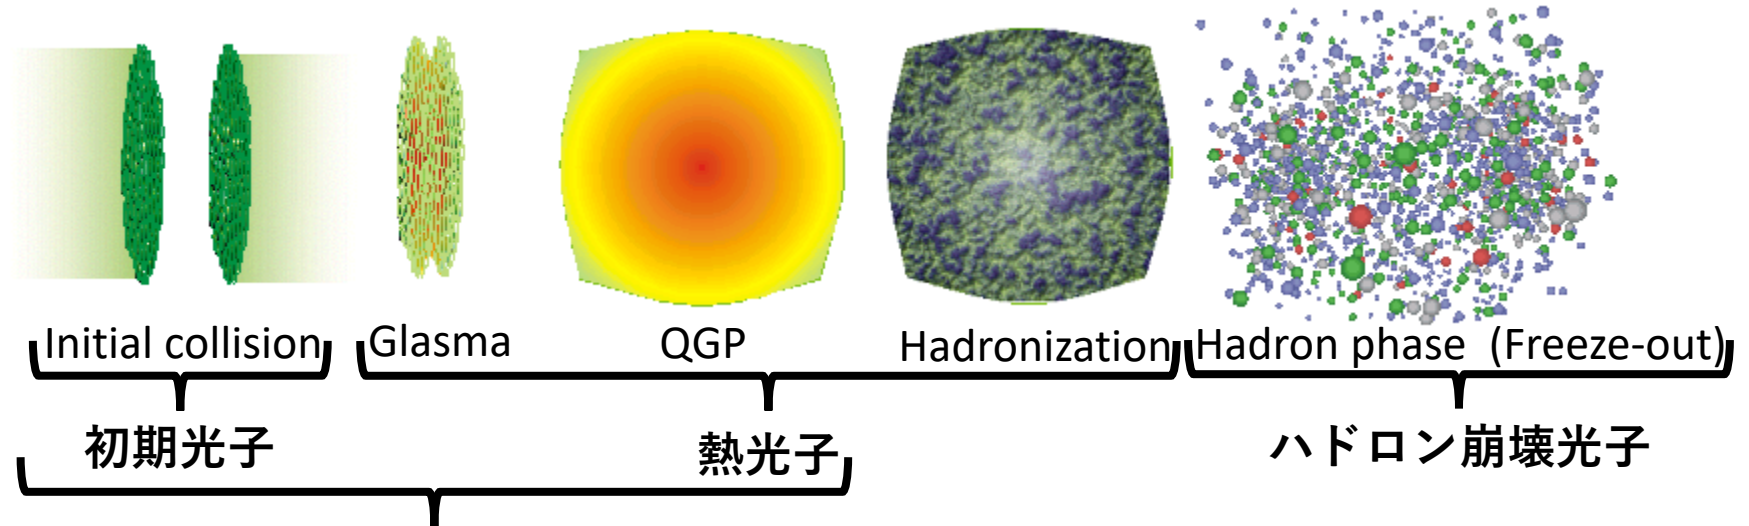 Initial collision
Glasma
QGP
Hadronization
Hadron phase (Freeze-out)
初期光子
熱光子
ハドロン崩壊光子